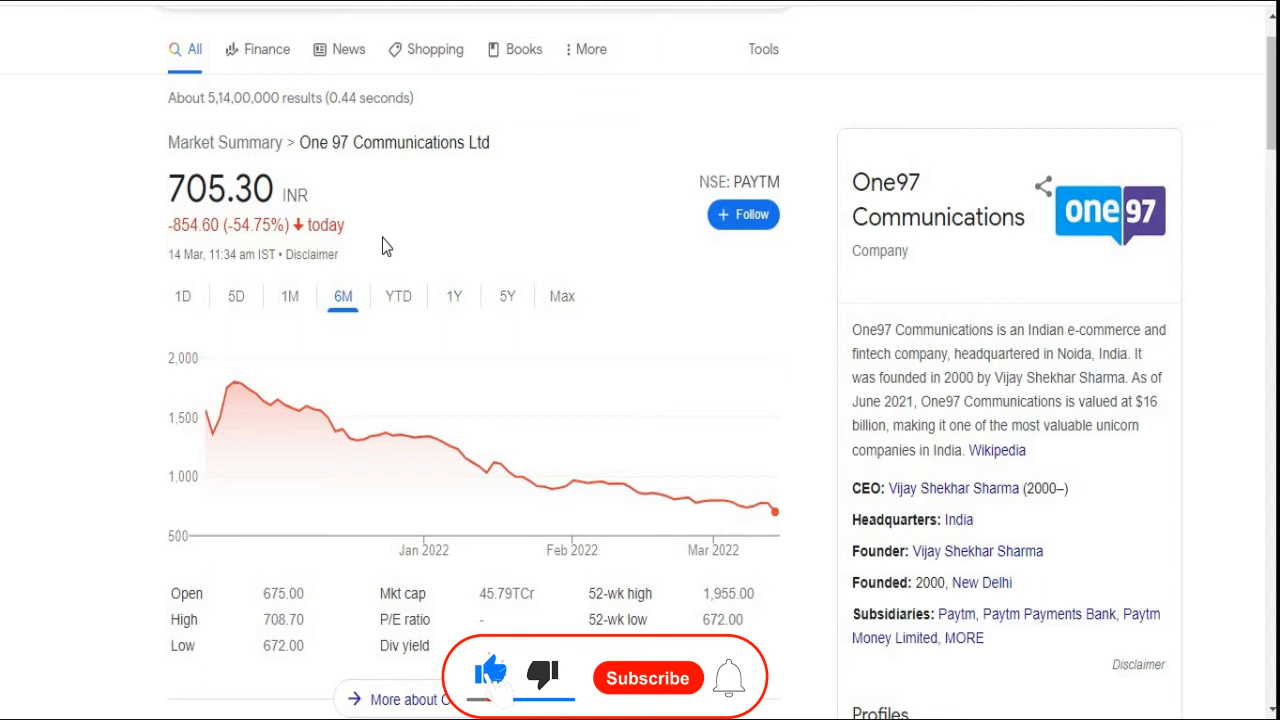 All Finance News Shopping Books More Tools
About 5,14,00,000 results (0.44 seconds)
Market Summary > One 97 Communications Ltd
705.30 INR
-854.60 (-54.75%) today
14 Mar, 11:34 am IST • Disclaimer
NSE: PAYTM
+ Follow
1D 5D 1M 6M YTD 1Y 5Y Max
2,000
1,500
1,000
500
Jan 2022 Feb 2022 Mar 2022
Open 675.00 Mkt cap 45.79TCr 52-wk high 1,955.00
High 708.70 P/E ratio - 52-wk low 672.00
Low 672.00 Div yield
More about
Subscribe
One97
Communications
Company
one 97
One97 Communications is an Indian e-commerce and
fintech company, headquartered in Noida, India. It
was founded in 2000 by Vijay Shekhar Sharma. As of
June 2021, One97 Communications is valued at $16
billion, making it one of the most valuable unicorn
companies in India. Wikipedia
CEO: Vijay Shekhar Sharma (2000–)
Headquarters: India
Founder: Vijay Shekhar Sharma
Founded: 2000, New Delhi
Subsidiaries: Paytm, Paytm Payments Bank, Paytm
Money Limited, MORE
Disclaimer
Profiles